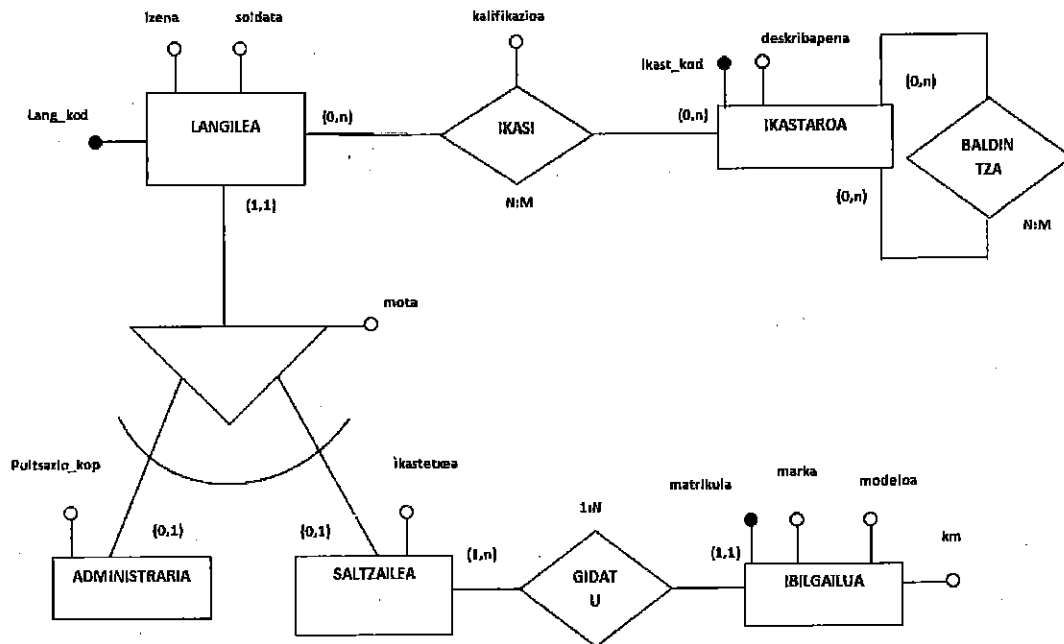 Izena
soldata
kalifikazioa
deskribapena
Ikast_kod
Lang_kod
LANGILEA
(0,n)
IKASI
(0,n)
IKASTAROA
(0,n)
BALDIN
TZA
(1,1)
N:M
(0,n)
N:M
mota
Pultsazio_kop
ikastetxea
matrikula
marka
modeloa
1:N
km
(0,1)
(0,1)
(1,n)
(1,1)
ADMINISTRARIA
SALTZAILEA
GIDAT
U
IBILGAILUA